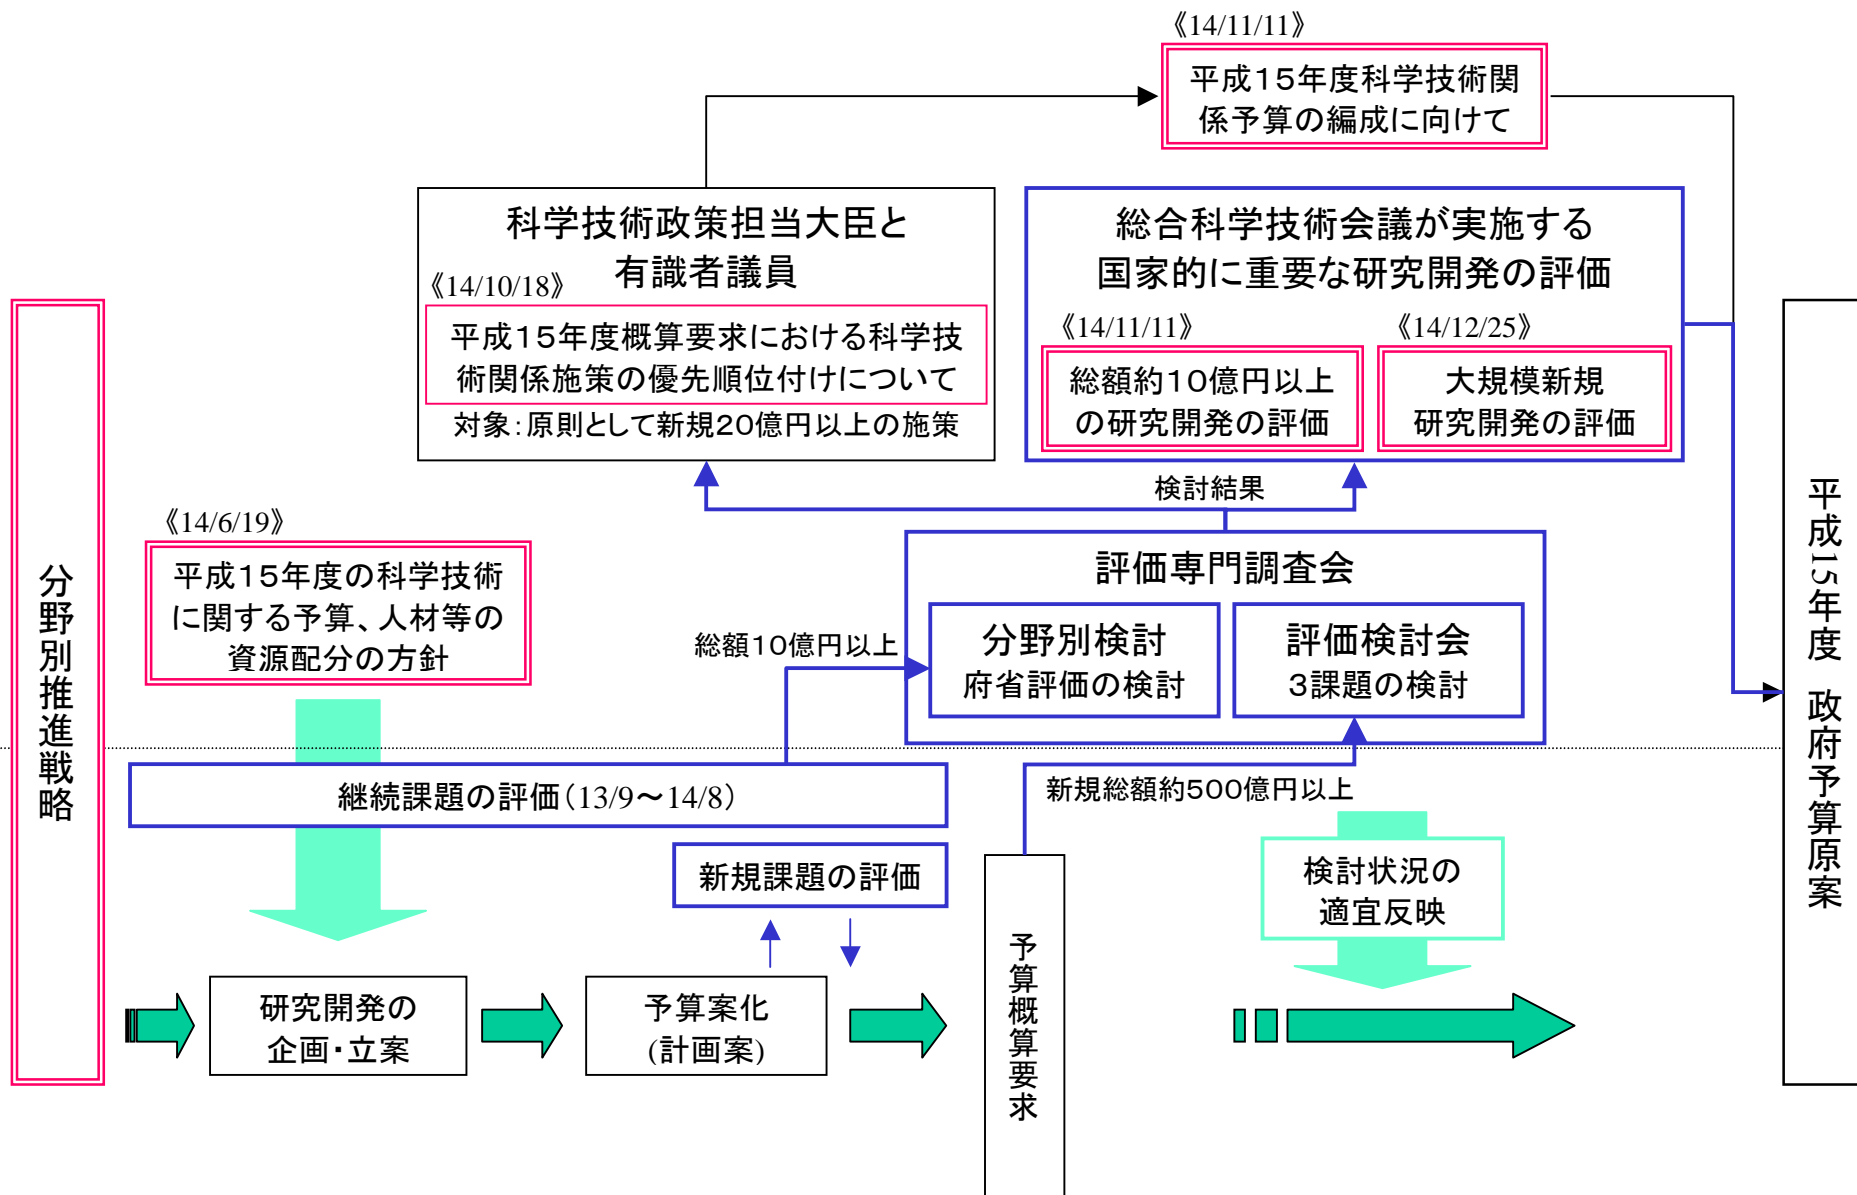 《14/11/11》
平成15年度科学技術関
係予算の編成に向けて
科学技術政策担当大臣と
有識者議員
《14/10/18》
平成15年度概算要求における科学技
術関係施策の優先順位付けについて
対象:原則として新規20億円以上の施策
総合科学技術会議が実施する
国家的に重要な研究開発の評価
《14/11/11》
総額約10億円以上
の研究開発の評価
《14/12/25》
大規模新規
研究開発の評価
検討結果
分野別推進戦略
《14/6/19》
平成15年度の科学技術
に関する予算、人材等の
資源配分の方針
総額10億円以上
評価専門調査会
分野別検討
府省評価の検討
評価検討会
3課題の検討
平成15年度 政府予算原案
継続課題の評価(13/9~14/8)
新規総額約500億円以上
新規課題の評価
検討状況の
適宜反映
研究開発の
企画・立案
予算案化
(計画案)
予算概算要求